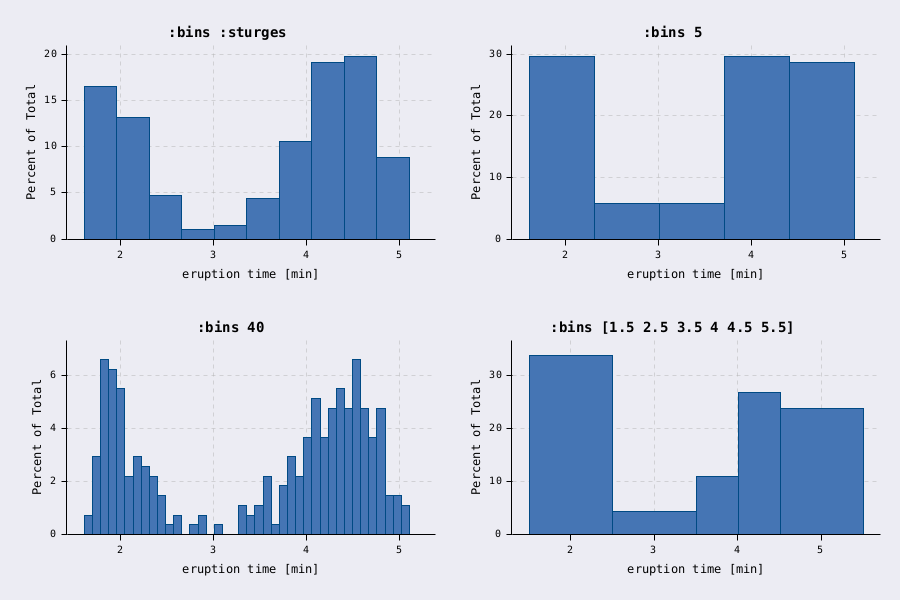 :bins :sturges
Percent of Total
20
15
10
5
0
2 3 4 5
eruption time [min]
:bins 5
Percent of Total
30
20
10
0
2 3 4 5
eruption time [min]
:bins 40
Percent of Total
6
4
2
0
2 3 4 5
eruption time [min]
:bins [1.5 2.5 3.5 4 4.5 5.5]
Percent of Total
30
20
10
0
2 3 4 5
eruption time [min]